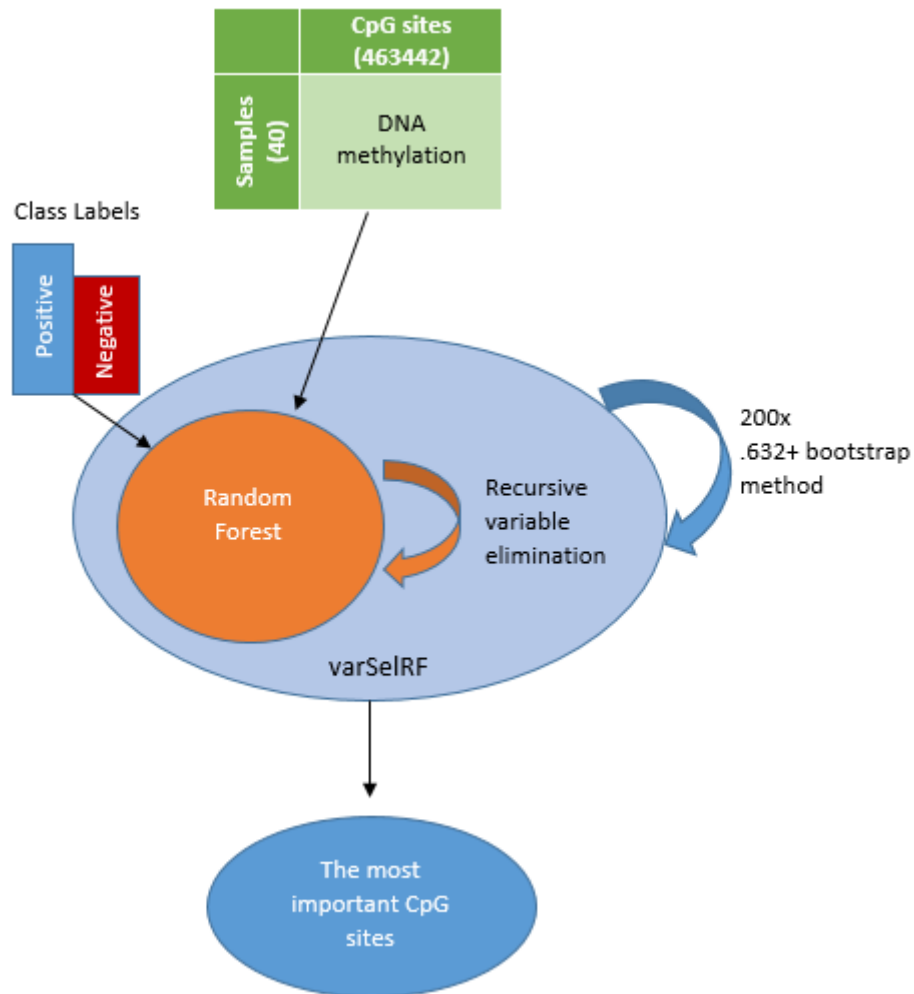 CpG sites
(463442)
Samples
(40)
DNA
methylation
Class Labels
Positive
Negative
200x
.632+ bootstrap
method
Random
Forest
Recursive
variable
elimination
varSelRF
The most
important CpG
sites